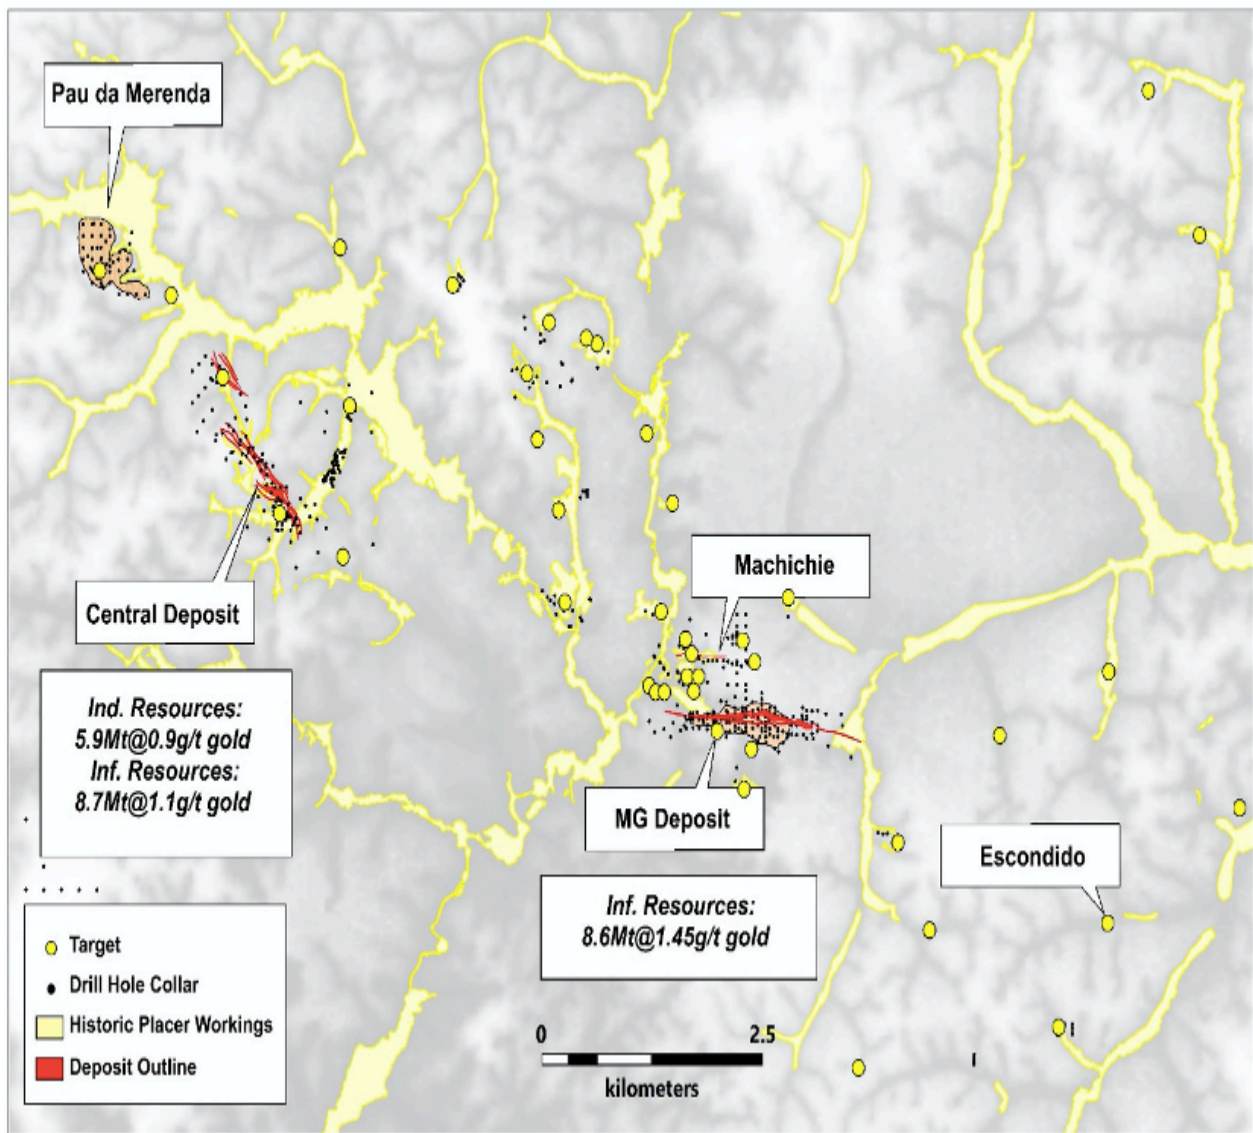 Pau da Merenda
Machichie
Central Deposit
Ind. Resources:
5.9Mt@0.9g/t gold
Inf. Resources:
8.7Mt@1.1g/t gold
MG Deposit
Escondido
Inf. Resources:
8.6Mt@1.45g/t gold
Target
Drill Hole Collar
Historic Placer Workings
Deposit Outline
0 2.5
kilometers